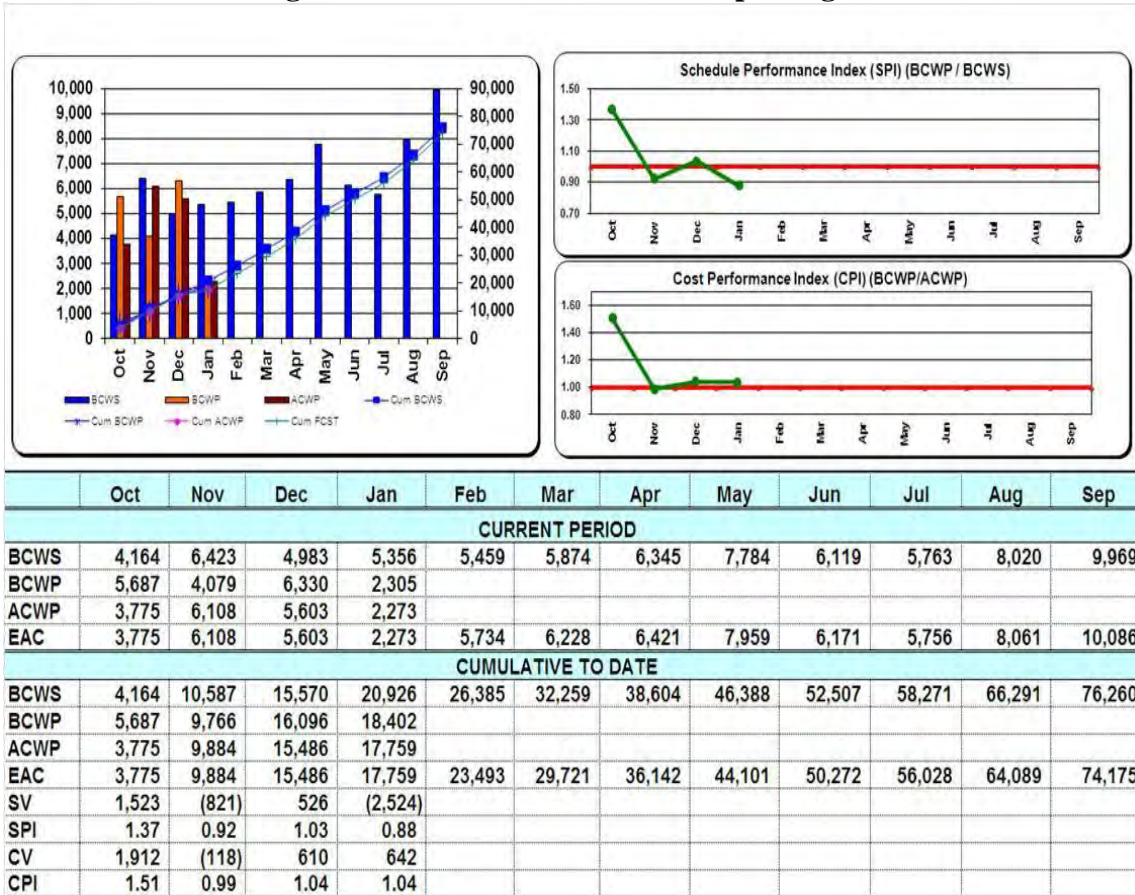 10,000
9,000
8,000
7,000
6,000
5,000
4,000
3,000
2,000
1,000
0
90,000
80,000
70,000
60,000
50,000
40,000
30,000
20,000
10,000
0
Oct Nov Dec Jan Feb Mar Apr May Jun Jul Aug Sep
BCWS BCWP ACWP Cum BCWS
Cum BCWP Cum ACWP Cum FCST
Schedule Performance Index (SPI) (BCWP / BCWS)
1.50
1.30
1.10
0.90
0.70
Oct Nov Dec Jan Feb Mar Apr May Jun Jul Aug Sep
Cost Performance Index (CPI) (BCWP/ACWP)
1.60
1.40
1.20
1.00
0.80
Oct Nov Dec Jan Feb Mar Apr May Jun Jul Aug Sep
Oct Nov Dec Jan Feb Mar Apr May Jun Jul Aug Sep
CURRENT PERIOD
BCWS 4,164 6,423 4,983 5,356 5,459 5,874 6,345 7,784 6,119 5,763 8,020 9,969
BCWP 5,687 4,079 6,330 2,305
ACWP 3,775 6,108 5,603 2,273
EAC 3,775 6,108 5,603 2,273 5,734 6,228 6,421 7,959 6,171 5,756 8,061 10,086
CUMULATIVE TO DATE
BCWS 4,164 10,587 15,570 20,926 26,385 32,259 38,604 46,388 52,507 58,271 66,291 76,260
BCWP 5,687 9,766 16,096 18,402
ACWP 3,775 9,884 15,486 17,759
EAC 3,775 9,884 15,486 17,759 23,493 29,721 36,142 44,101 50,272 56,028 64,089 74,175
SV 1,523 (821) 526 (2,524)
SPI 1.37 0.92 1.03 0.88
CV 1,912 (118) 610 642
CPI 1.51 0.99 1.04 1.04